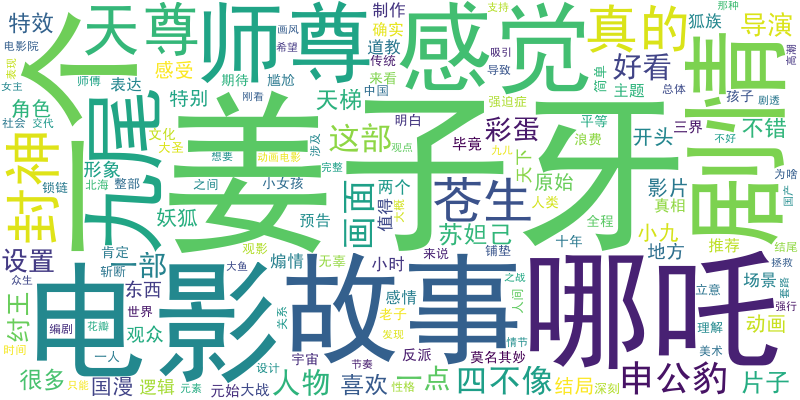 特效
天尊
师尊
感觉
制作
画风
支持
那种
确实
希望
道教
吸引
真的
狐族
导演
剧情
电影院
表现
师傅
表达
感受
期待
尴尬
传统
来看
导致
简单
好看
高潮
女主
角色
特别
天梯
中国
强迫症
主题
总体
一个
九尾
姜子牙
社会
交代
文化
大圣
刚看
这部
明白
彩蛋
平等
孩子
剧透
封神
形象
想要
涉及
毕竟
开头
三界
浪费
不错
动画电影
观点
九儿
不好
锁链
北海
整部
之间
小女孩
完整
画面
值得
两个
大躯
苍生
天下
原始
人类
影片
真相
为啥
国产
妖狐
预告
苏妲己
全程
小九
推荐
结尾
设置
肯定
斩断
一部
观影
煽情
无辜
小时
来说
铺垫
十年
地方
拯救
众生
纣王
东西
大鱼
感情
之战
人间
场景
立意
强行
电影
故事
哪吒
编剧
花瓣
世界
观众
关系
老子
发现
动画
理解
时间
一人
设计
宇宙
节奏
反派
莫名其妙
情节
美术
很多
国漫
逻辑
元始大战
人物
喜欢
一点
四不像
结局
申公豹
片子
只能
元素
性格
深刻